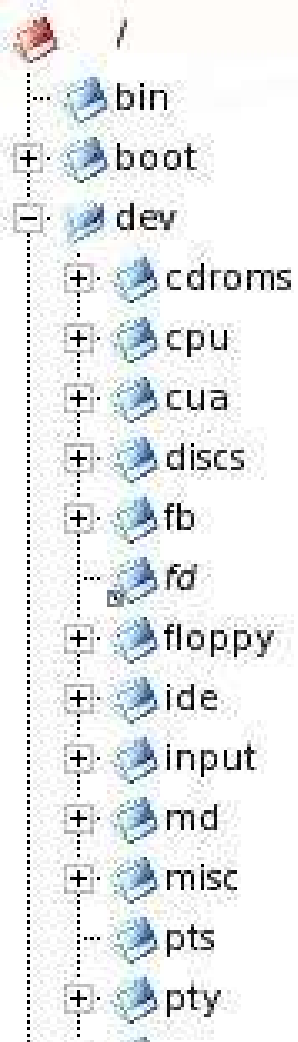 /
bin
boot
dev
cdroms
cpu
cua
discs
fb
fd
floppy
ide
input
md
misc
pts
pty